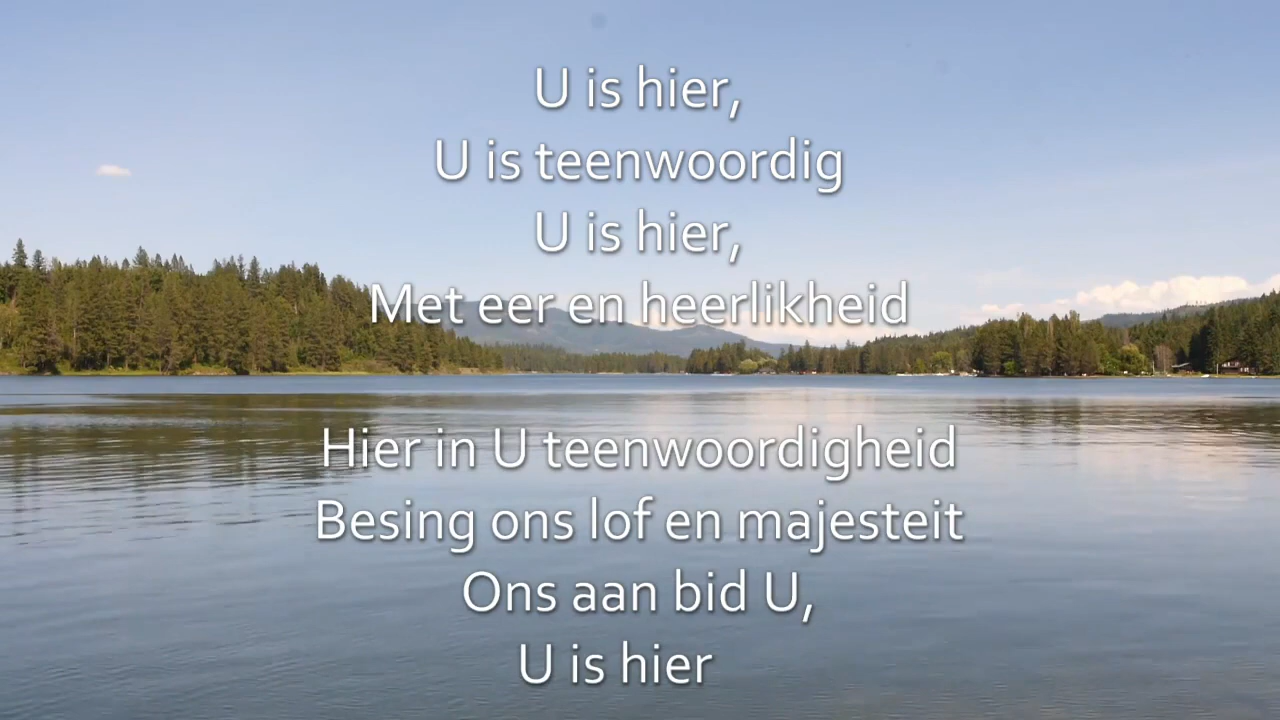 U is hier,
U is teenwoordig
U is hier,
Met eer en heerlikheid
Hier in U teenwoordigheid
Besing ons lof en majesteit
Ons aan bid U,
U is hier